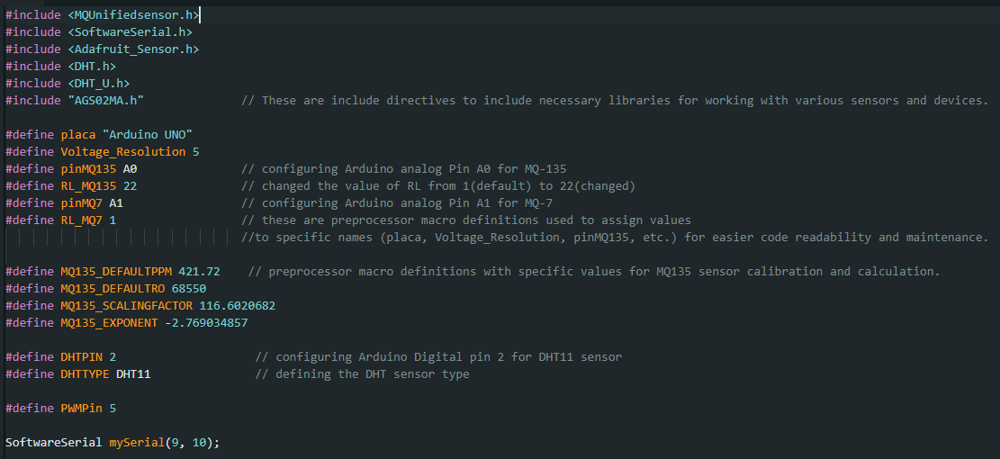 #include <MQUnifiedsensor.h>
#include <SoftwareSerial.h>
#include <Adafruit_Sensor.h>
#include <DHT.h>
#include <DHT_U.h>
#include "AGS02MA.h" // These are include directives to include necessary libraries for working with various sensors and devices.
#define placa "Arduino UNO"
#define Voltage_Resolution 5
#define pinMQ135 A0 // configuring Arduino analog Pin A0 for MQ-135
#define RL_MQ135 22 // changed the value of RL from 1(default) to 22(changed)
#define pinMQ7 A1 // configuring Arduino analog Pin A1 for MQ-7
#define RL_MQ7 1 // these are preprocessor macro definitions used to assign values
//to specific names (placa, Voltage_Resolution, pinMQ135, etc.) for easier code readability and maintenance.
#define MQ135_DEFAULTPPM 421.72 // preprocessor macro definitions with specific values for MQ135 sensor calibration and calculation.
#define MQ135_DEFAULTRO 68550
#define MQ135_SCALINGFACTOR 116.6020682
#define MQ135_EXPONENT -2.769034857
#define DHTPIN 2 // configuring Arduino Digital pin 2 for DHT11 sensor
#define DHTTYPE DHT11 // defining the DHT sensor type
#define PWMPin 5
SoftwareSerial mySerial(9, 10);